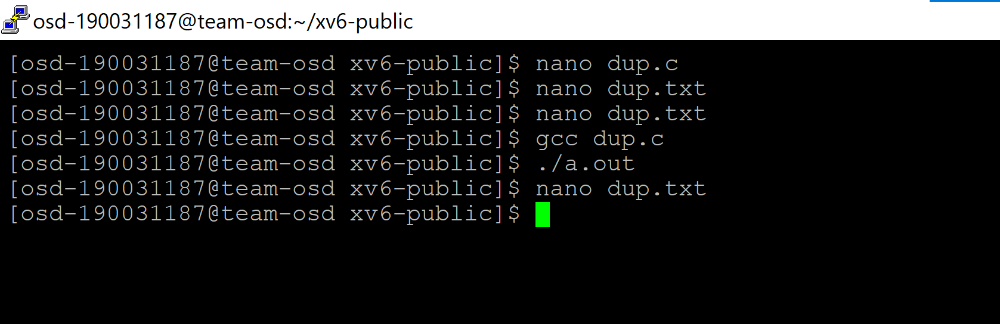 osd-190031187@team-osd:~/xv6-public
[osd-190031187@team-osd xv6-public]$ nano dup.c
[osd-190031187@team-osd xv6-public]$ nano dup.txt
[osd-190031187@team-osd xv6-public]$ nano dup.txt
[osd-190031187@team-osd xv6-public]$ gcc dup.c
[osd-190031187@team-osd xv6-public]$ ./a.out
[osd-190031187@team-osd xv6-public]$ nano dup.txt
[osd-190031187@team-osd xv6-public]$